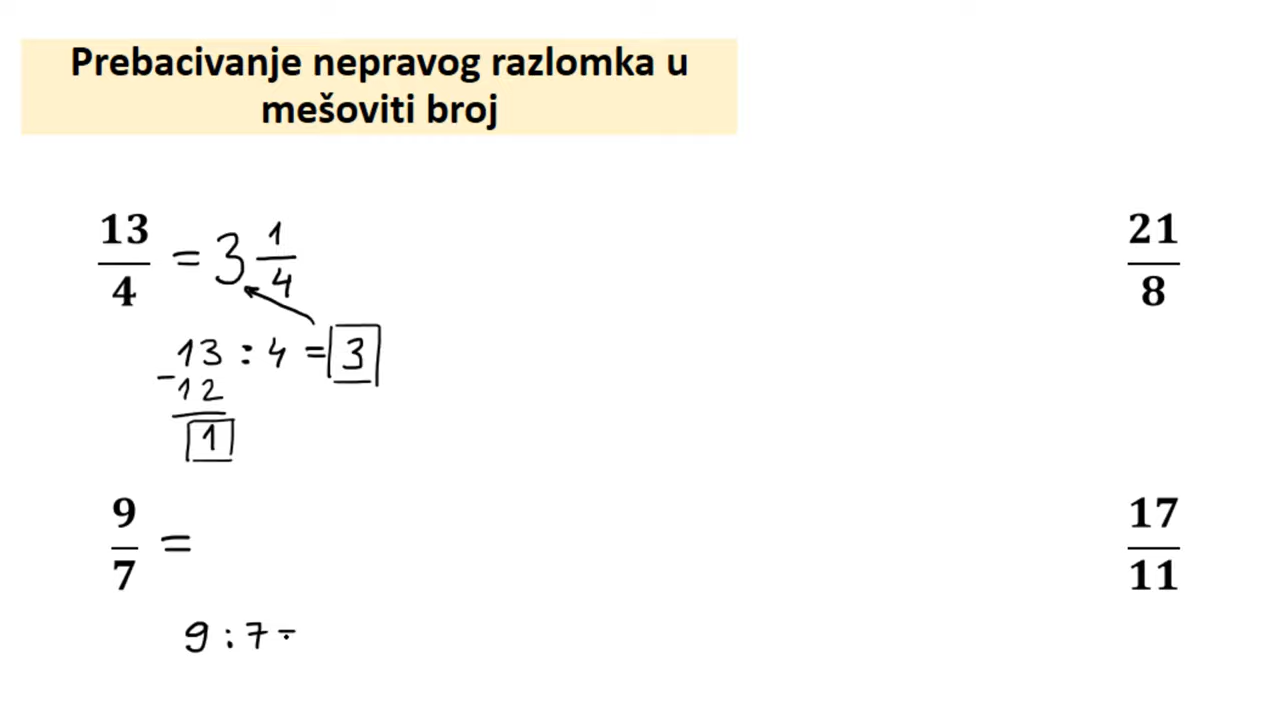 Prebacivanje nepravog razlomka u
mešoviti broj
13/4 = 3 1/4
13 : 4 = 3
-12
1
21/8
9/7 =
9 : 7 =
17/11